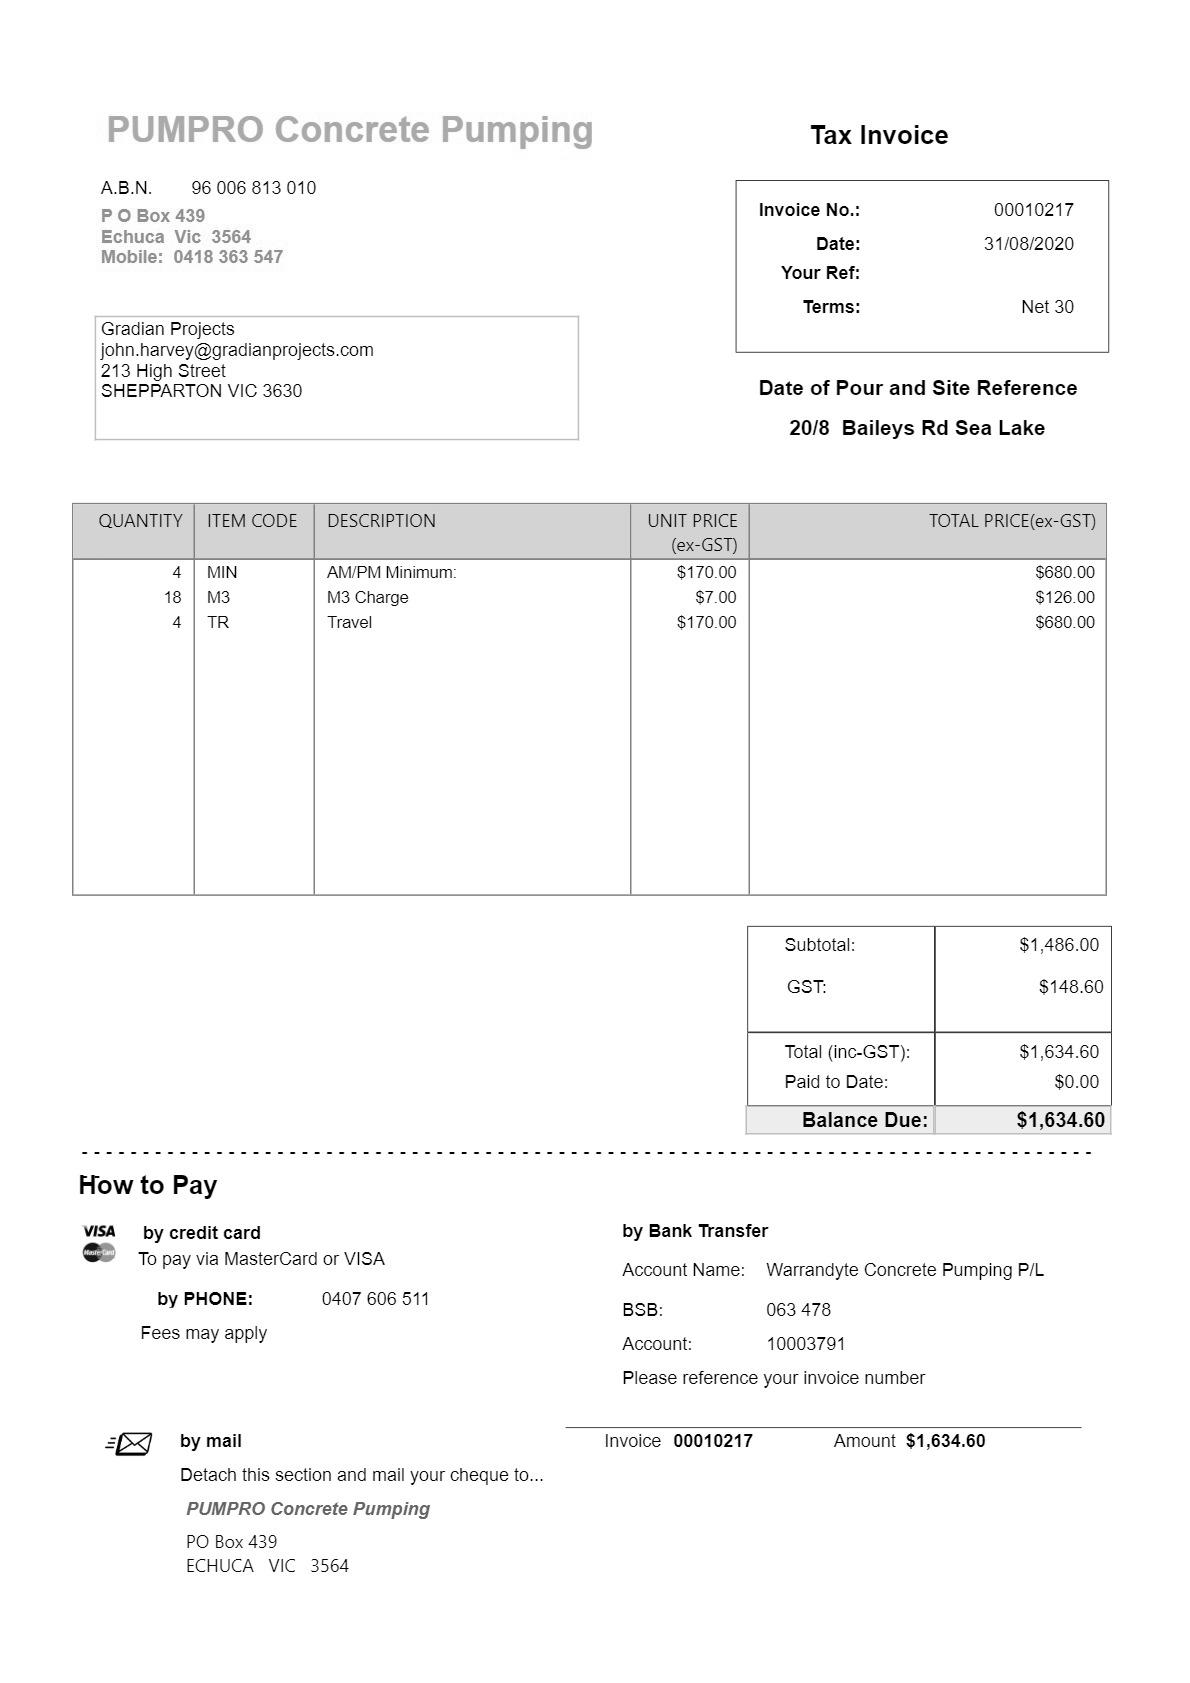 PUMPRO Concrete Pumping
Tax Invoice
A.B.N. 96 006 813 010
P O Box 439
Echuca Vic 3564
Mobile: 0418 363 547
Invoice No.: 00010217
Date: 31/08/2020
Your Ref:
Terms: Net 30
Gradian Projects
john.harvey@gradianprojects.com
213 High Street
SHEPPARTON VIC 3630
Date of Pour and Site Reference
20/8 Baileys Rd Sea Lake
QUANTITY ITEM CODE DESCRIPTION UNIT PRICE (ex-GST) TOTAL PRICE(ex-GST)
4 MIN AM/PM Minimum: $170.00 $680.00
18 M3 M3 Charge $7.00 $126.00
4 TR Travel $170.00 $680.00
Subtotal: $1,486.00
GST: $148.60
Total (inc-GST): $1,634.60
Paid to Date: $0.00
Balance Due: $1,634.60
How to Pay
VISA
MasterCard
by credit card
To pay via MasterCard or VISA
by PHONE: 0407 606 511
Fees may apply
by Bank Transfer
Account Name: Warrandyte Concrete Pumping P/L
BSB: 063 478
Account: 10003791
Please reference your invoice number
by mail
Detach this section and mail your cheque to...
PUMPRO Concrete Pumping
PO Box 439
ECHUCA VIC 3564
Invoice 00010217 Amount $1,634.60